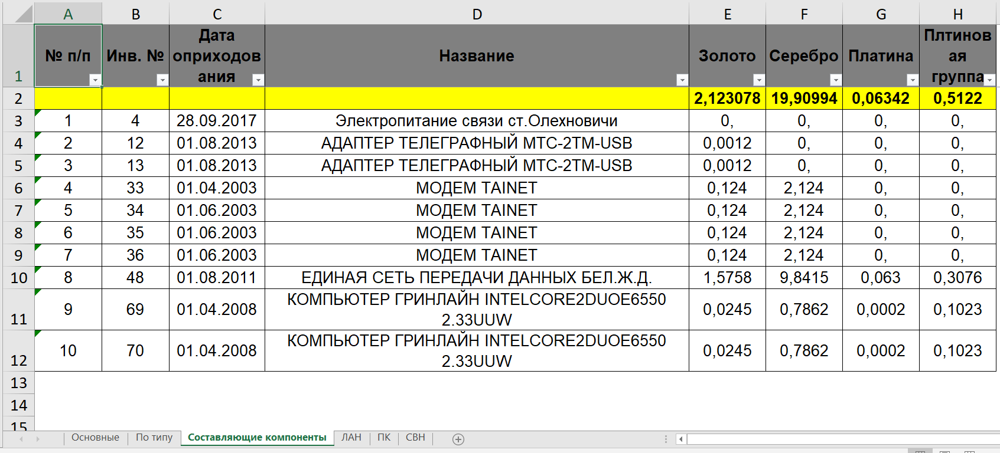 A B C D E F G H
1 № п/п Инв. № Дата оприходования Название Золото Серебро Платина Плтиновая группа
2 2,123078 19,90994 0,06342 0,5122
3 1 4 28.09.2017 Электропитание связи ст.Олехновичи 0, 0, 0, 0,
4 2 12 01.08.2013 АДАПТЕР ТЕЛЕГРАФНЫЙ МТС-2ТМ-USB 0,0012 0, 0, 0,
5 3 13 01.08.2013 АДАПТЕР ТЕЛЕГРАФНЫЙ МТС-2ТМ-USB 0,0012 0, 0, 0,
6 4 33 01.04.2003 МОДЕМ TAINET 0,124 2,124 0, 0,
7 5 34 01.06.2003 МОДЕМ TAINET 0,124 2,124 0, 0,
8 6 35 01.06.2003 МОДЕМ TAINET 0,124 2,124 0, 0,
9 7 36 01.06.2003 МОДЕМ TAINET 0,124 2,124 0, 0,
10 8 48 01.08.2011 ЕДИНАЯ СЕТЬ ПЕРЕДАЧИ ДАННЫХ БЕЛ.Ж.Д. 1,5758 9,8415 0,063 0,3076
11 9 69 01.04.2008 КОМПЬЮТЕР ГРИНЛАЙН INTELCORE2DUOE6550 2.33UUW 0,0245 0,7862 0,0002 0,1023
12 10 70 01.04.2008 КОМПЬЮТЕР ГРИНЛАЙН INTELCORE2DUOE6550 2.33UUW 0,0245 0,7862 0,0002 0,1023
13
14
15
Основные По типу Составляющие компоненты ЛАН ПК СВН